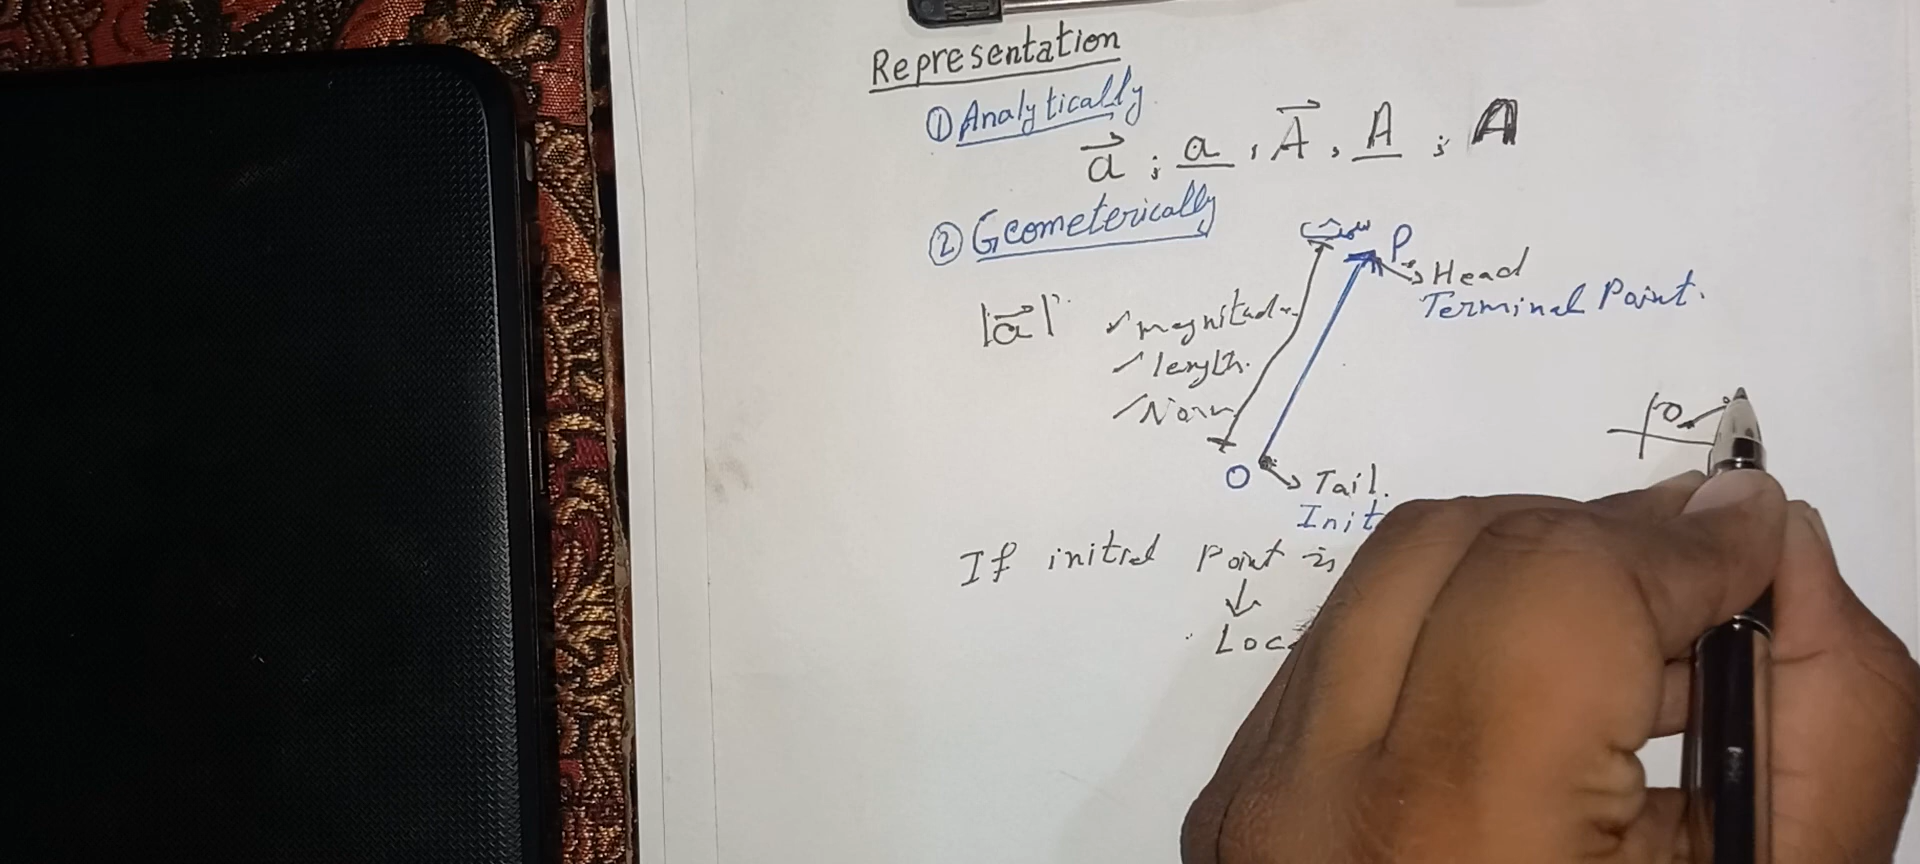 Representation
① Analytically
a⃗ ; a̲ , A⃗ , A̲ ; A
② Geometerically
P
Head
Terminal Point.
|a⃗|
magnitude
length.
Norm
O
Tail.
Init
O
If initial Point is
↓
Loc